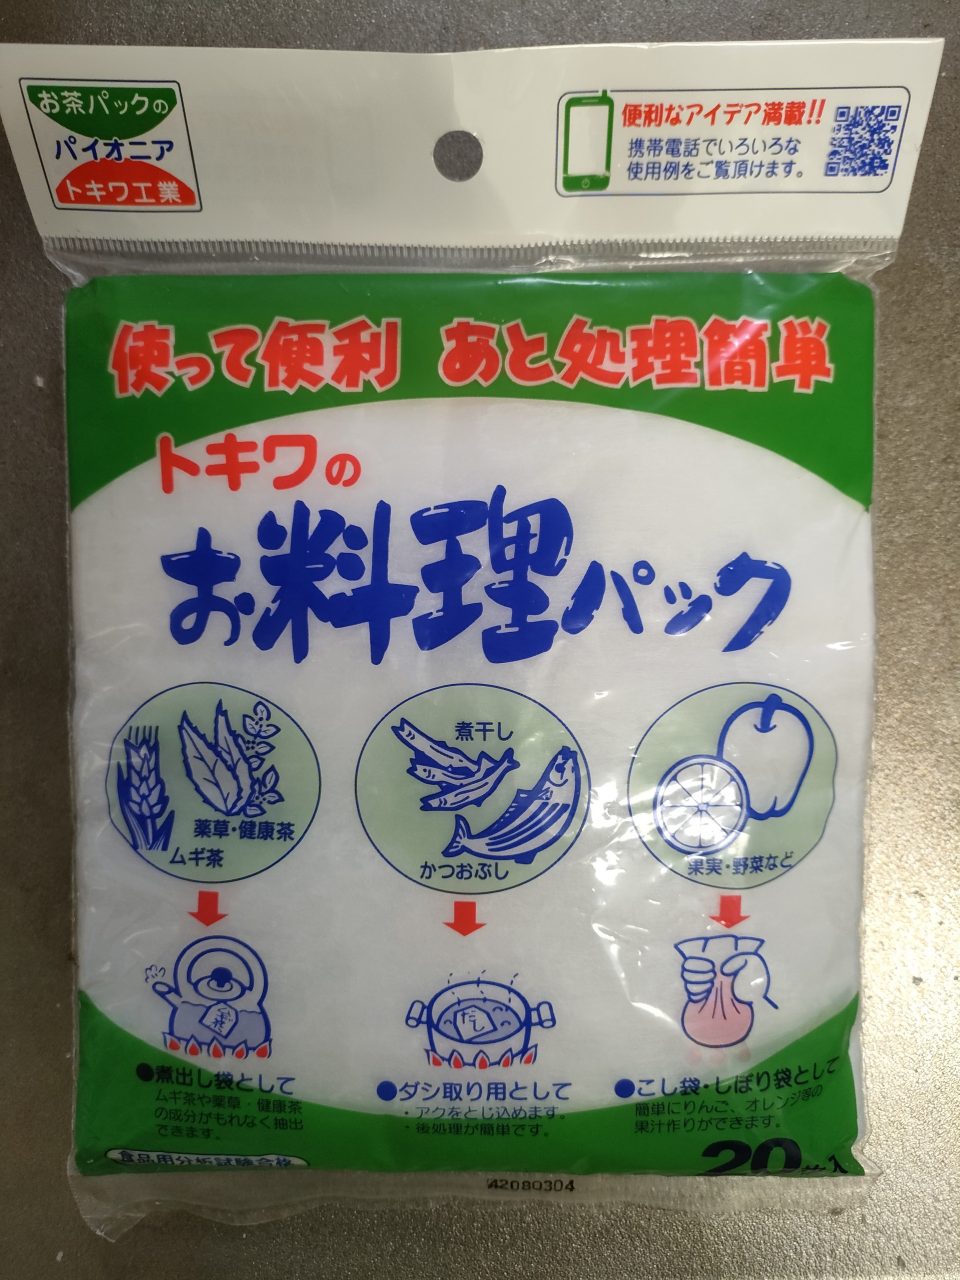 お茶パックの
パイオニア
トキワ工業
便利なアイデア満載!!
携帯電話でいろいろな
使用例をご覧頂けます。
使って便利 あと処理簡単
トキワの
お料理パック
薬草・健康茶
ムギ茶
煮干し
かつおぶし
果実・野菜など
だし
●煮出し袋として
ムギ茶や薬草・健康茶
の成分がもれなく抽出
できます。
●ダシ取り用として
・アクをとじ込めます。
・後処理が簡単です。
●こし袋・しぼり袋として
簡単にりんご、オレンジ等の
果汁作りができます。
食品用分析試験合格
20枚入
42080304